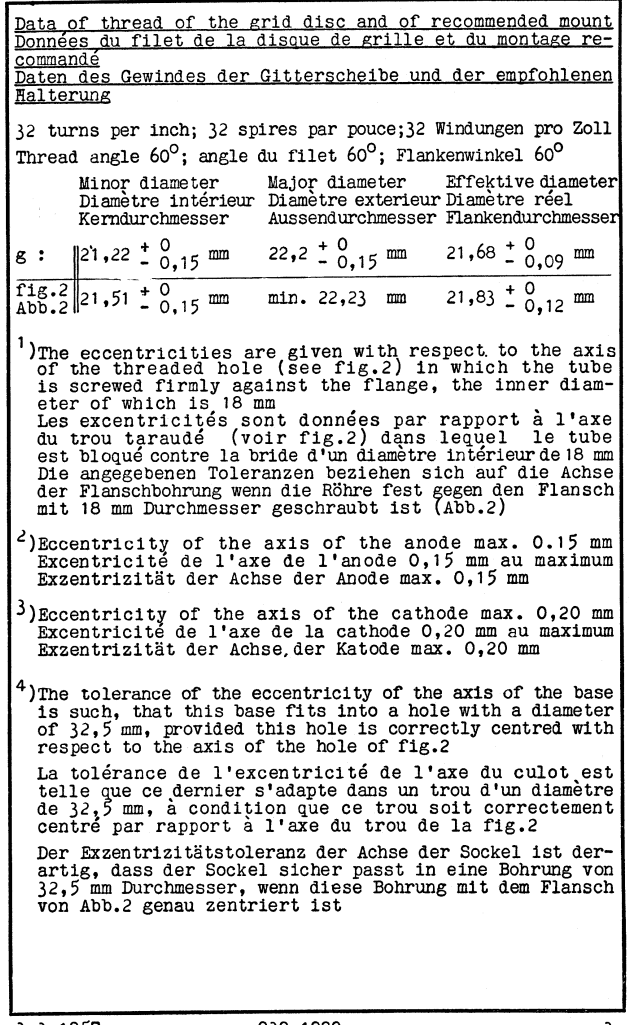 Data of thread of the grid disc and of recommended mount
Données du filet de la disque de grille et du montage re-
commandé
Daten des Gewindes der Gitterscheibe und der empfohlenen
Halterung
32 turns per inch; 32 spires par pouce;32 Windungen pro Zoll
Thread angle 60°; angle du filet 60°; Flankenwinkel 60°
Minor diameter Major diameter Effektive diameter
Diamètre intérieur Diamètre exterieur Diamètre réel
Kerndurchmesser Aussendurchmesser Flankendurchmesser
g : 21,22 + 0 - 0,15 mm 22,2 + 0 - 0,15 mm 21,68 + 0 - 0,09 mm
fig.2 Abb.2 21,51 + 0 - 0,15 mm min. 22,23 mm 21,83 + 0 - 0,12 mm
1)The eccentricities are given with respect to the axis
of the threaded hole (see fig.2) in which the tube
is screwed firmly against the flange, the inner diam-
eter of which is 18 mm
Les excentricités sont données par rapport à l'axe
du trou taraudé (voir fig.2) dans lequel le tube
est bloqué contre la bride d'un diamètre intérieur de 18 mm
Die angegebenen Toleranzen beziehen sich auf die Achse
der Flanschbohrung wenn die Röhre fest gegen den Flansch
mit 18 mm Durchmesser geschraubt ist (Abb.2)
2)Eccentricity of the axis of the anode max. 0.15 mm
Excentricité de l'axe de l'anode 0,15 mm au maximum
Exzentrizität der Achse der Anode max. 0,15 mm
3)Eccentricity of the axis of the cathode max. 0,20 mm
Excentricité de l'axe de la cathode 0,20 mm au maximum
Exzentrizität der Achse der Katode max. 0,20 mm
4)The tolerance of the eccentricity of the axis of the base
is such, that this base fits into a hole with a diameter
of 32,5 mm, provided this hole is correctly centred with
respect to the axis of the hole of fig.2
La tolérance de l'excentricité de l'axe du culot est
telle que ce dernier s'adapte dans un trou d'un diamètre
de 32,5 mm, à condition que ce trou soit correctement
centré par rapport à l'axe du trou de la fig.2
Der Exzentrizitätstoleranz der Achse der Sockel ist der-
artig, dass der Sockel sicher passt in eine Bohrung von
32,5 mm Durchmesser, wenn diese Bohrung mit dem Flansch
von Abb.2 genau zentriert ist